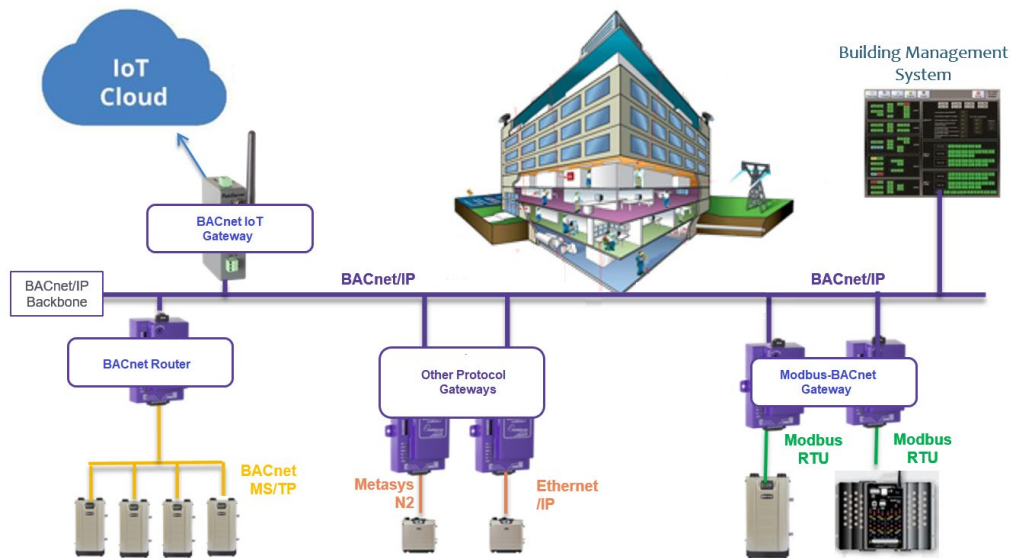 IoT
Cloud
Building Management
System
BACnet IoT
Gateway
BACnet/IP
Backbone
BACnet/IP
BACnet/IP
BACnet Router
Other Protocol
Gateways
Modbus-BACnet
Gateway
BACnet
MS/TP
Metasys
N2
Ethernet
/IP
Modbus
RTU
Modbus
RTU